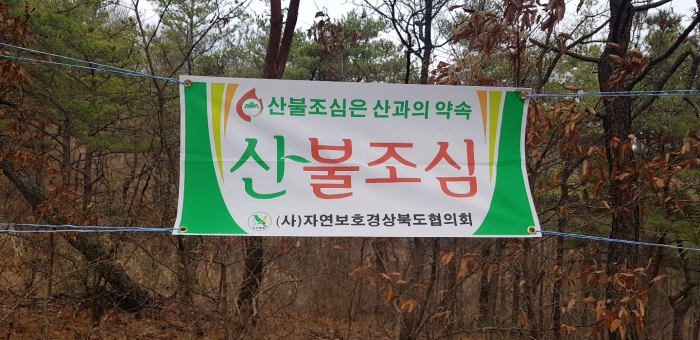 산불조심은 산과의 약속
산불조심
(사)자연보호경상북도협의회